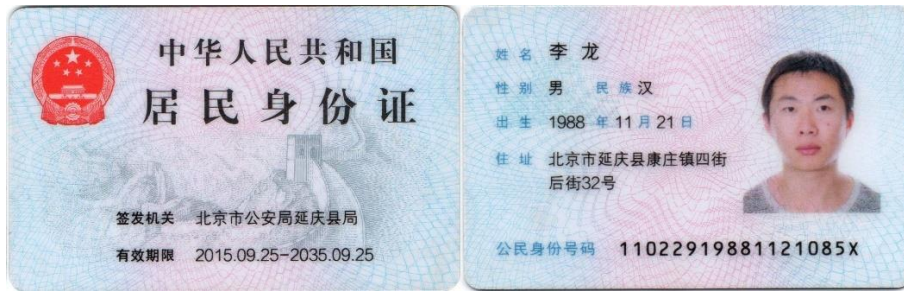 中华人民共和国
居民身份证
签发机关 北京市公安局延庆县局
有效期限 2015.09.25-2035.09.25
姓名 李龙
性别 男 民族 汉
出生 1988 年 11 月 21 日
住址 北京市延庆县康庄镇四街
后街32号
公民身份号码 11022919881121085X